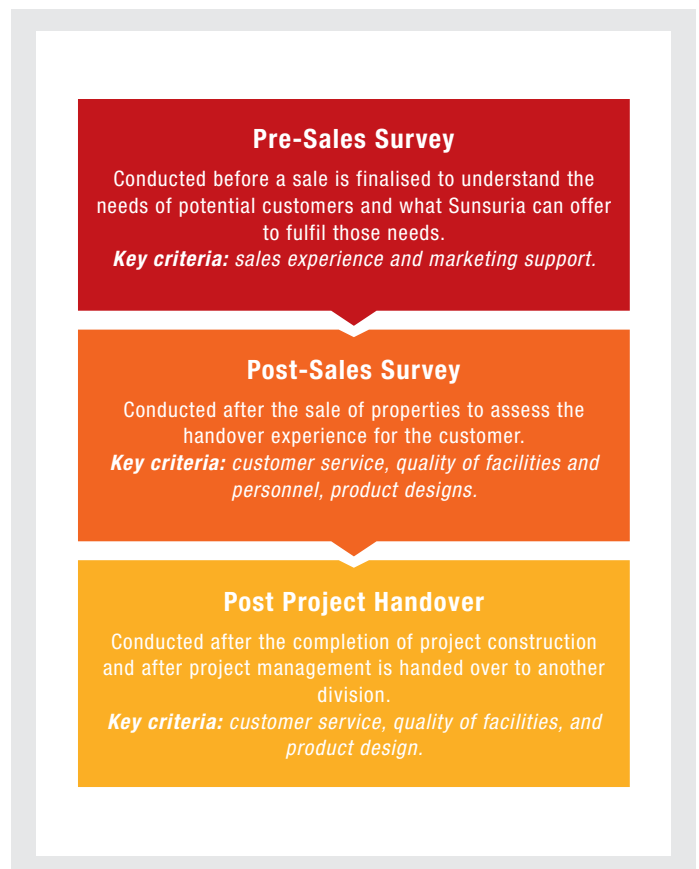 Pre-Sales Survey
Conducted before a sale is finalised to understand the
needs of potential customers and what Sunsuria can offer
to fulfil those needs.
Key criteria: sales experience and marketing support.
Post-Sales Survey
Conducted after the sale of properties to assess the
handover experience for the customer.
Key criteria: customer service, quality of facilities and
personnel, product designs.
Post Project Handover
Conducted after the completion of project construction
and after project management is handed over to another
division.
Key criteria: customer service, quality of facilities, and
product design.